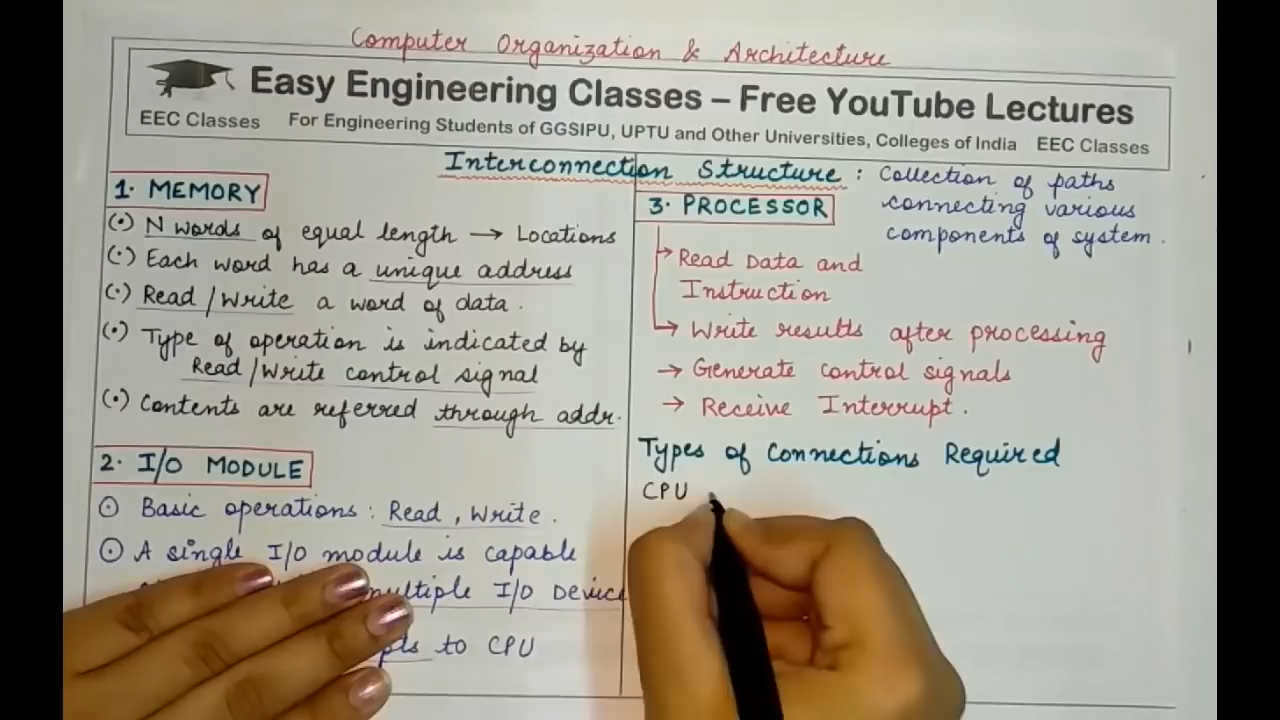 Computer Organization & Architecture
Easy Engineering Classes – Free YouTube Lectures
EEC Classes For Engineering Students of GGSIPU, UPTU and Other Universities, Colleges of India EEC Classes
Interconnection Structure : Collection of paths
connecting various
components of system.
1. MEMORY
(•) N words of equal length → Locations
(•) Each word has a unique address
(•) Read/Write a word of data.
(•) Type of operation is indicated by
Read/Write control signal
(•) Contents are referred through addr.
2. I/O MODULE
⊙ Basic operations : Read, Write.
⊙ A single I/O module is capable
multiple I/O Device
to CPU
3. PROCESSOR
→ Read Data and
Instruction
→ Write results after processing
→ Generate control signals
→ Receive Interrupt.
Types of Connections Required
CPU